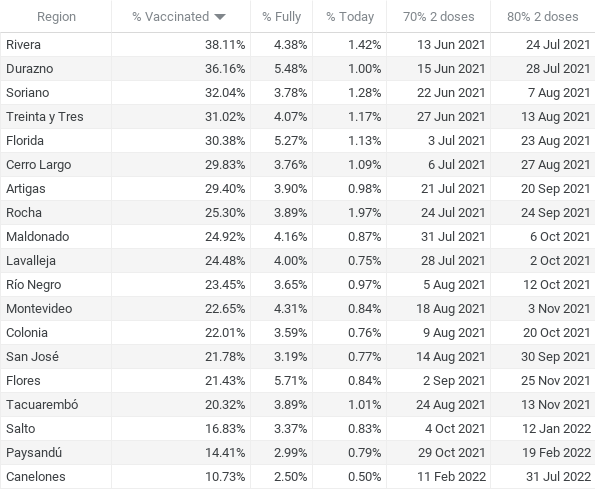 Region % Vaccinated % Fully % Today 70% 2 doses 80% 2 doses
Rivera 38.11% 4.38% 1.42% 13 Jun 2021 24 Jul 2021
Durazno 36.16% 5.48% 1.00% 15 Jun 2021 28 Jul 2021
Soriano 32.04% 3.78% 1.28% 22 Jun 2021 7 Aug 2021
Treinta y Tres 31.02% 4.07% 1.17% 27 Jun 2021 13 Aug 2021
Florida 30.38% 5.27% 1.13% 3 Jul 2021 23 Aug 2021
Cerro Largo 29.83% 3.76% 1.09% 6 Jul 2021 27 Aug 2021
Artigas 29.40% 3.90% 0.98% 21 Jul 2021 20 Sep 2021
Rocha 25.30% 3.89% 1.97% 24 Jul 2021 24 Sep 2021
Maldonado 24.92% 4.16% 0.87% 31 Jul 2021 6 Oct 2021
Lavalleja 24.48% 4.00% 0.75% 28 Jul 2021 2 Oct 2021
Río Negro 23.45% 3.65% 0.97% 5 Aug 2021 12 Oct 2021
Montevideo 22.65% 4.31% 0.84% 18 Aug 2021 3 Nov 2021
Colonia 22.01% 3.59% 0.76% 9 Aug 2021 20 Oct 2021
San José 21.78% 3.19% 0.77% 14 Aug 2021 30 Sep 2021
Flores 21.43% 5.71% 0.84% 2 Sep 2021 25 Nov 2021
Tacuarembó 20.32% 3.89% 1.01% 24 Aug 2021 13 Nov 2021
Salto 16.83% 3.37% 0.83% 4 Oct 2021 12 Jan 2022
Paysandú 14.41% 2.99% 0.79% 29 Oct 2021 19 Feb 2022
Canelones 10.73% 2.50% 0.50% 11 Feb 2022 31 Jul 2022